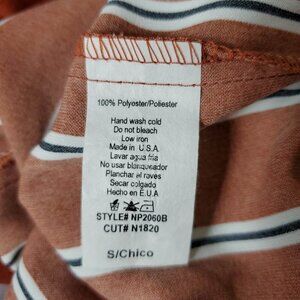 100% Polyester/Poliester
Hand wash cold
Do not bleach
Low iron
Made in U.S.A
Lavar agua fria
No usar blanqueador
Planchar al raves
Secar colgado
Hecho en E.U.A
STYLE# NP2060B
CUT# N1820
S/Chico